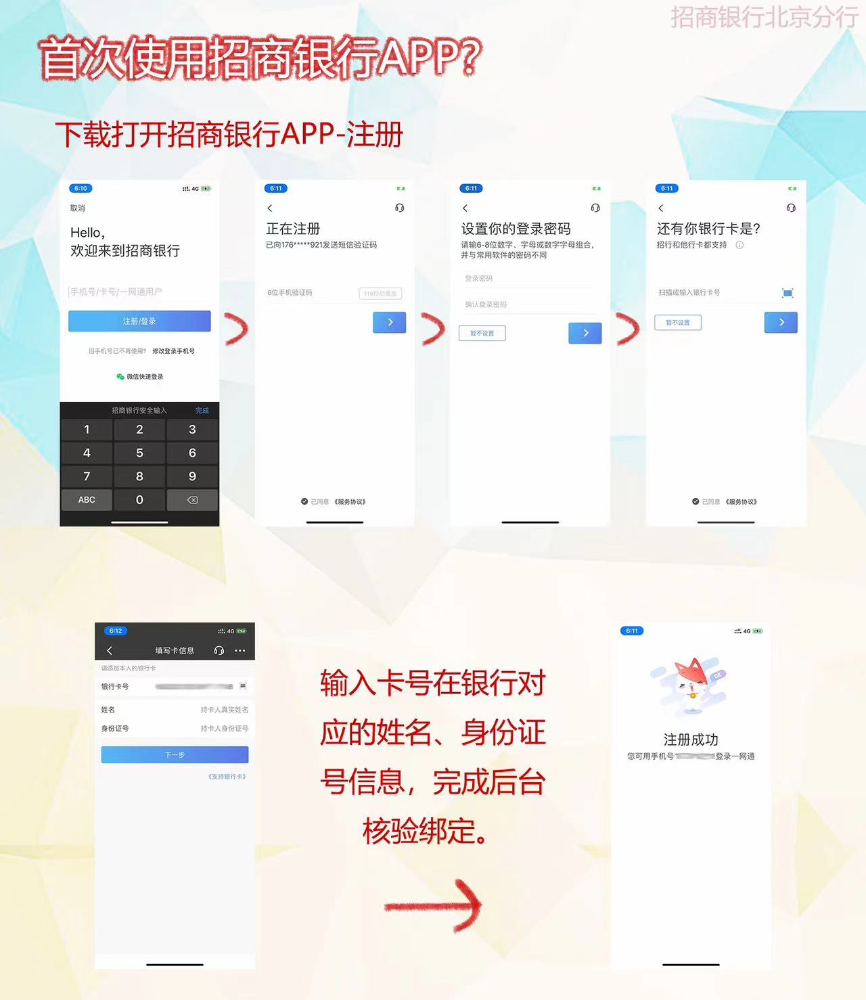 招商银行北京分行
首次使用招商银行APP?
下载打开招商银行APP-注册
6:10
4G
取消
Hello,
欢迎来到招商银行
手机号/卡号/一网通用户
注册/登录
旧手机号已不再使用? 修改登录手机号
微信快速登录
招商银行安全输入 完成
1 2 3
4 5 6
7 8 9
ABC 0
6:11
正在注册
已向176*****921发送短信验证码
6位手机验证码 116秒后重发
已同意 《服务协议》
6:11
设置你的登录密码
请输6-8位数字、字母或数字字母组合，
并与常用软件的密码不同
登录密码
确认登录密码
暂不设置
6:11
还有你银行卡是?
招行和他行卡都支持
扫描或输入银行卡号
暂不设置
已同意 《服务协议》
6:12 4G
填写卡信息
请添加本人的银行卡
银行卡号
姓名 持卡人真实姓名
身份证号 持卡人身份证号
下一步
《支持银行卡》
输入卡号在银行对
应的姓名、身份证
号信息，完成后台
核验绑定。
6:11 4G
OK
注册成功
您可用手机号 登录一网通